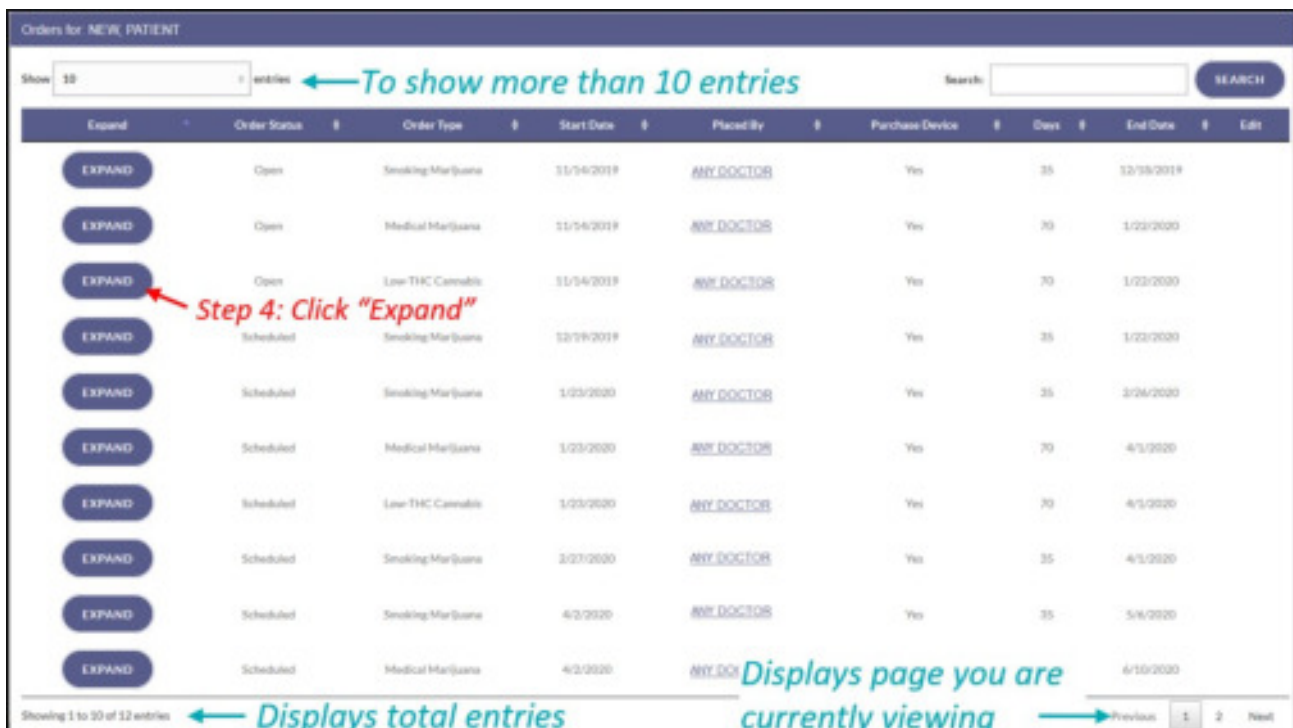 Orders for NEW, PATIENT
Show 10 entries To show more than 10 entries Search: SEARCH
Expand Order Status Order Type Start Date Placed By Purchase Device Days End Date Edit
EXPAND Open Smoking Marijuana 11/14/2019 ANY DOCTOR Yes 35 12/18/2019
EXPAND Open Medical Marijuana 11/14/2019 ANY DOCTOR Yes 70 1/22/2020
EXPAND Open Low-THC Cannabis 11/14/2019 ANY DOCTOR Yes 70 1/22/2020
Step 4: Click "Expand"
EXPAND Scheduled Smoking Marijuana 12/19/2019 ANY DOCTOR Yes 35 1/22/2020
EXPAND Scheduled Smoking Marijuana 1/23/2020 ANY DOCTOR Yes 35 2/26/2020
EXPAND Scheduled Medical Marijuana 1/23/2020 ANY DOCTOR Yes 70 4/1/2020
EXPAND Scheduled Low-THC Cannabis 1/23/2020 ANY DOCTOR Yes 70 4/1/2020
EXPAND Scheduled Smoking Marijuana 2/27/2020 ANY DOCTOR Yes 35 4/1/2020
EXPAND Scheduled Smoking Marijuana 4/2/2020 ANY DOCTOR Yes 35 5/6/2020
EXPAND Scheduled Medical Marijuana 4/2/2020 ANY 6/10/2020
Displays page you are
currently viewing
Showing 1 to 10 of 12 entries Displays total entries Previous 1 2 Next